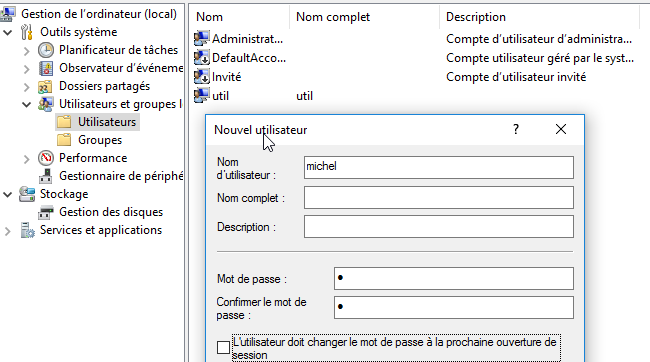 Gestion de l'ordinateur (local)
Outils système
Planificateur de tâches
Observateur d'événeme
Dossiers partagés
Utilisateurs et groupes l
Utilisateurs
Groupes
Performance
Gestionnaire de périphé
Stockage
Gestion des disques
Services et applications
Nom Nom complet Description
Administrat... Compte d'utilisateur d'administra...
DefaultAcco... Compte utilisateur géré par le syst...
Invité Compte d'utilisateur invité
util util
Nouvel utilisateur ?
Nom
d'utilisateur : michel
Nom complet :
Description :
Mot de passe : ●
Confirmer le mot de
passe : ●
L'utilisateur doit changer le mot de passe à la prochaine ouverture de
session